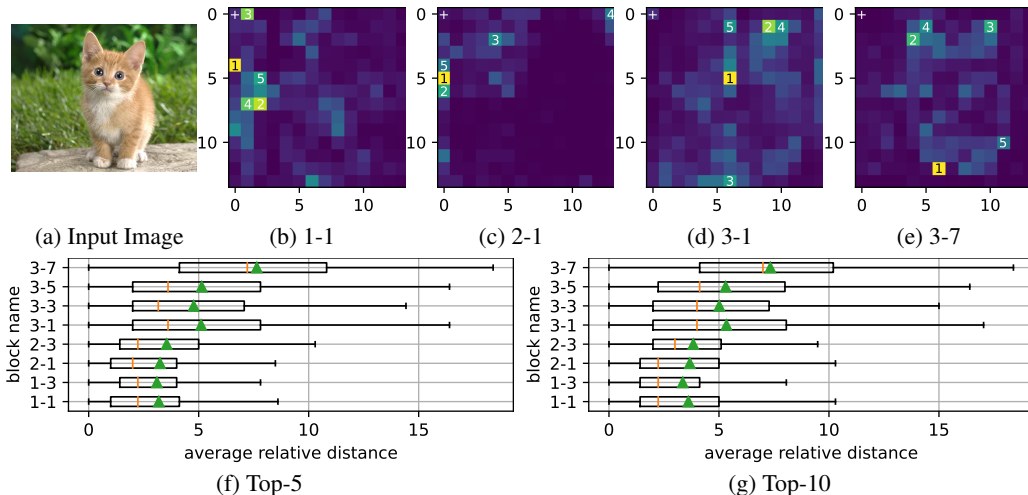 0 + 3
5 1 5 4 2
10
0 5 10
0 + 4
3
5 5 1 2
10
0 5 10
0 + 5 2 4
5 1
10
3
0 5 10
0 + 5 3
2
5
10 5
1
0 5 10
(a) Input Image
(b) 1-1
(c) 2-1
(d) 3-1
(e) 3-7
block name
3-7
3-5
3-3
3-1
2-3
2-1
1-3
1-1
0 5 10 15
average relative distance
(f) Top-5
block name
3-7
3-5
3-3
3-1
2-3
2-1
1-3
1-1
0 5 10 15
average relative distance
(g) Top-10